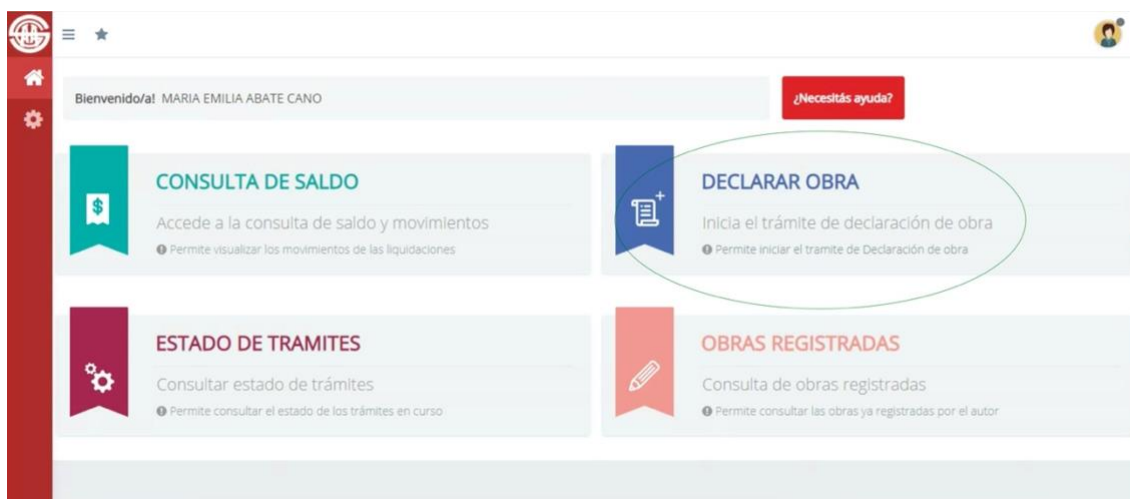 Bienvenido/a! MARIA EMILIA ABATE CANO
¿Necesitás ayuda?
CONSULTA DE SALDO
Accede a la consulta de saldo y movimientos
Permite visualizar los movimientos de las liquidaciones
DECLARAR OBRA
Inicia el trámite de declaración de obra
Permite iniciar el tramite de Declaración de obra
ESTADO DE TRAMITES
Consultar estado de trámites
Permite consultar el estado de los trámites en curso
OBRAS REGISTRADAS
Consulta de obras registradas
Permite consultar las obras ya registradas por el autor